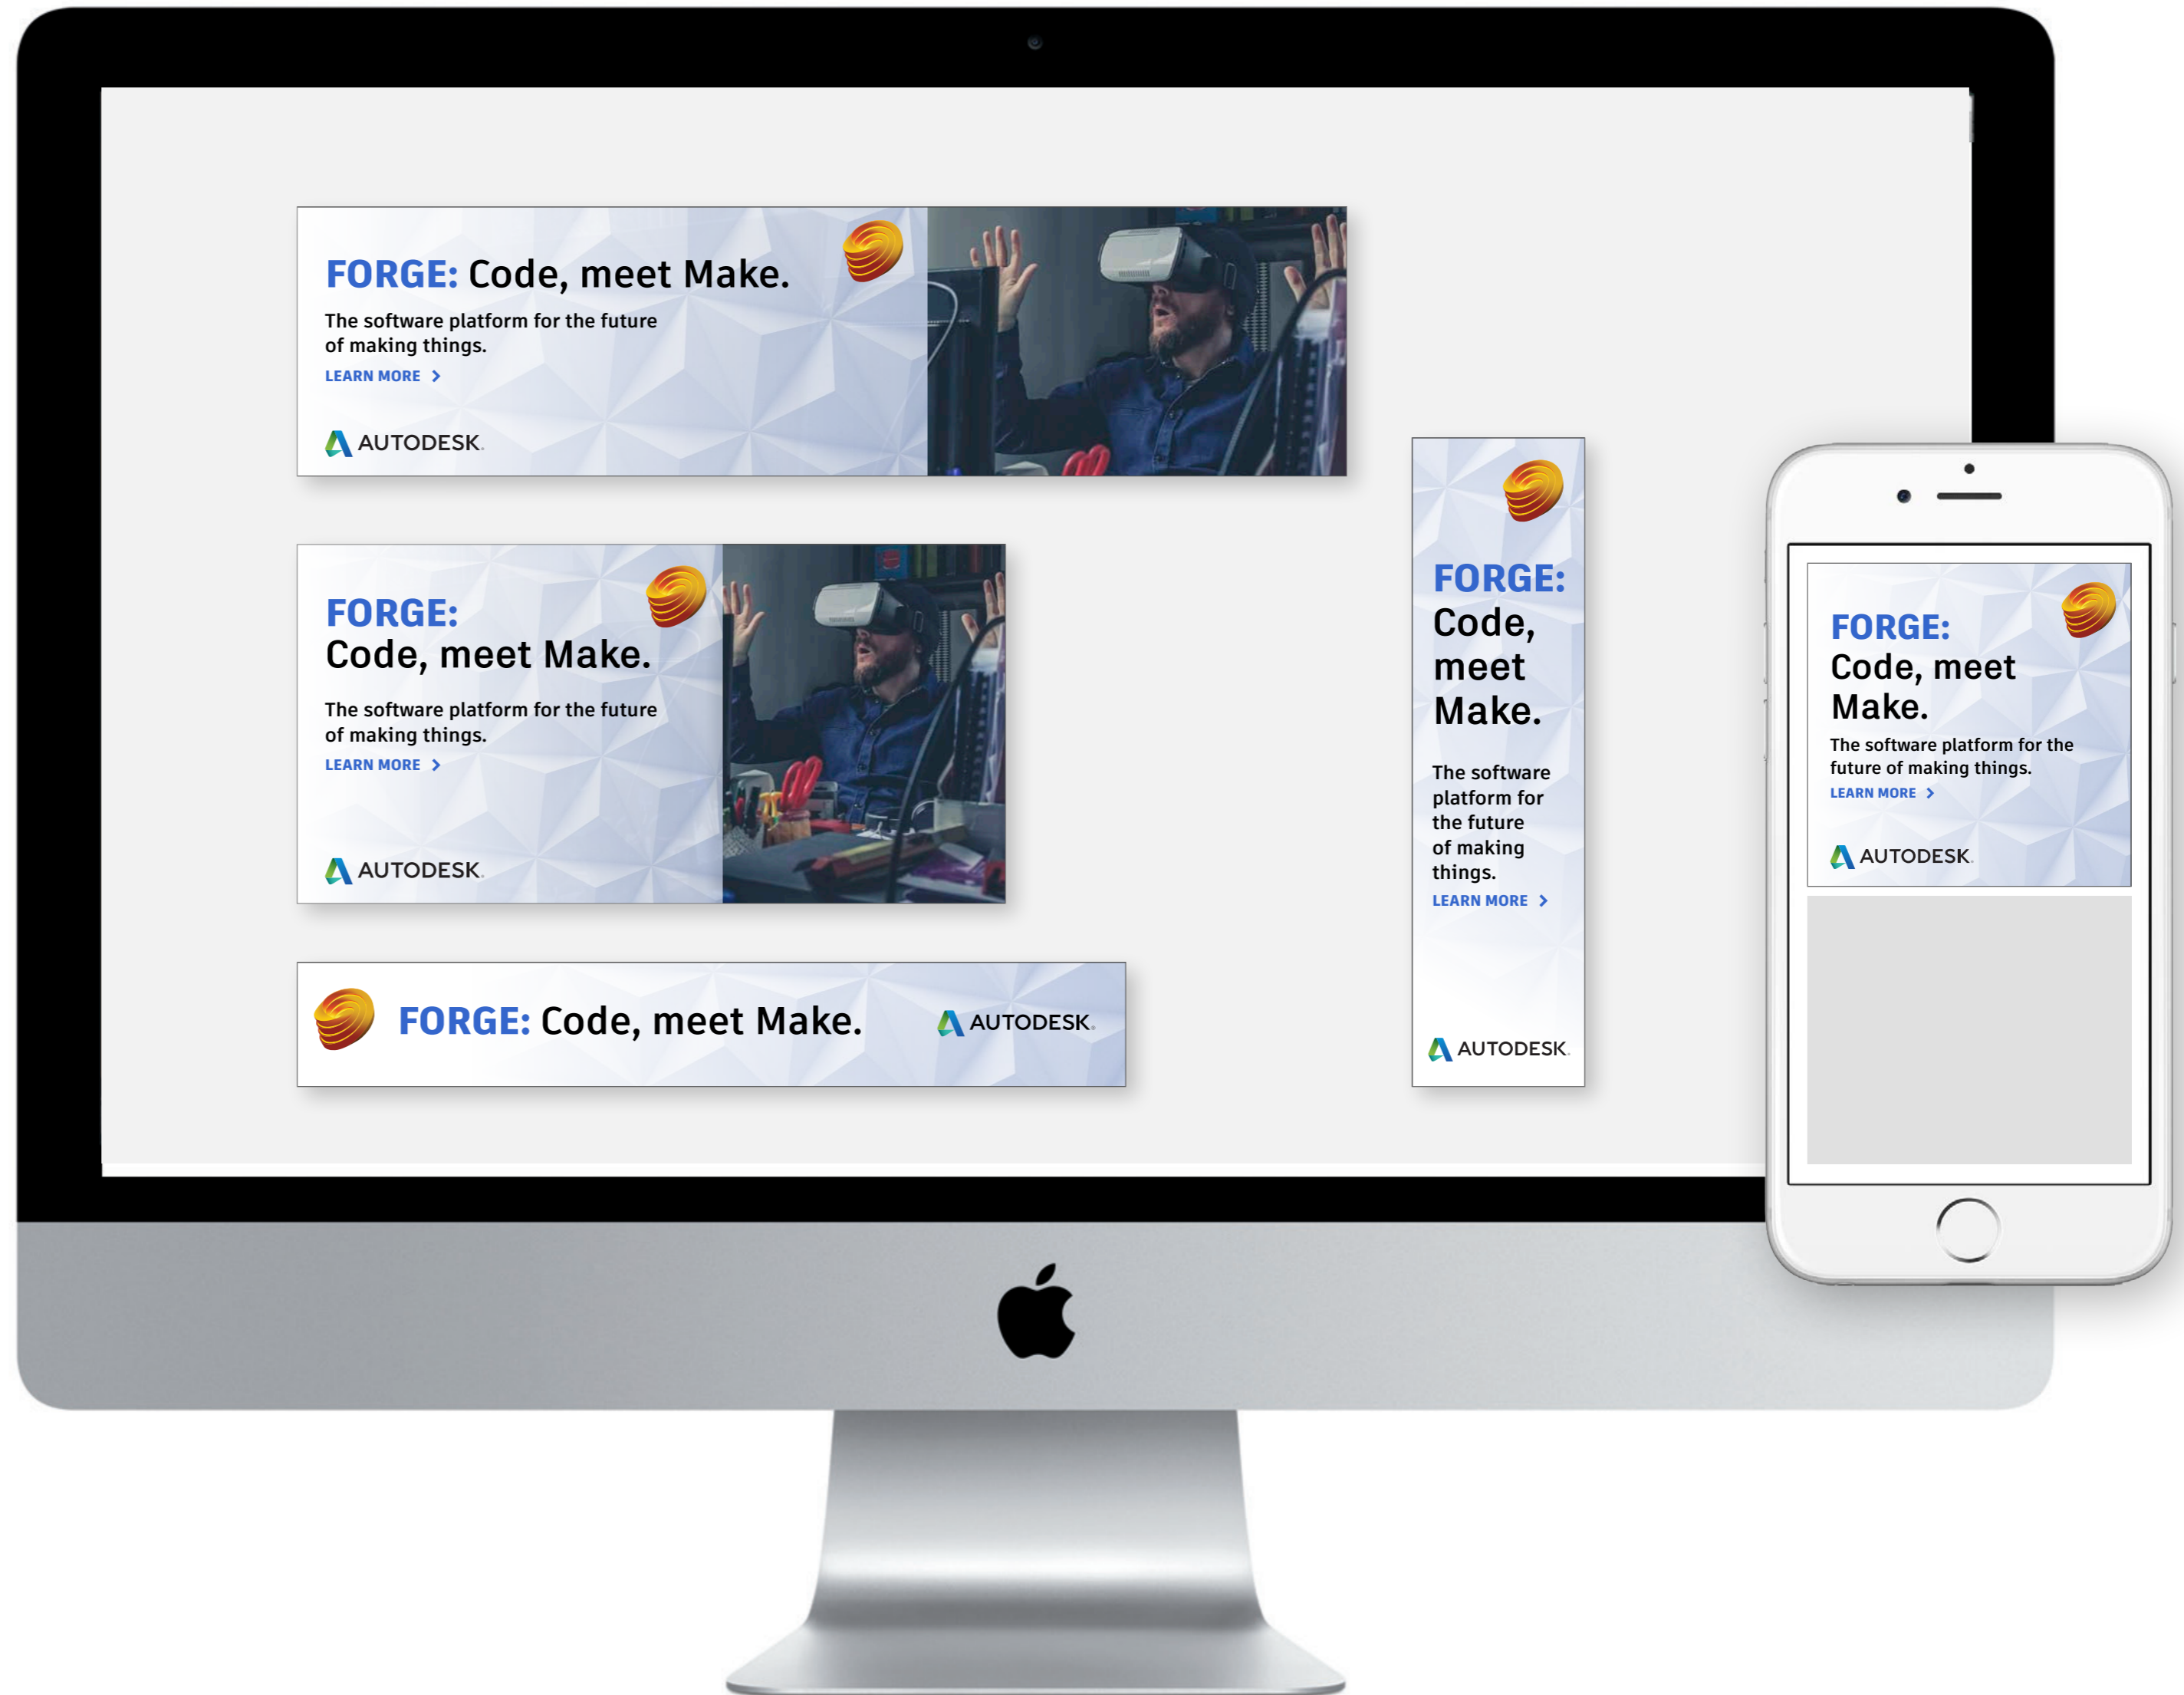 FORGE: Code, meet Make.
The software platform for the future
of making things.
LEARN MORE >
AUTODESK.
FORGE:
Code, meet Make.
The software platform for the future
of making things.
LEARN MORE >
AUTODESK.
FORGE: Code, meet Make.
AUTODESK.
FORGE:
Code,
meet
Make.
The software
platform for
the future
of making
things.
LEARN MORE >
AUTODESK.
FORGE:
Code, meet
Make.
The software platform for the
future of making things.
LEARN MORE >
AUTODESK.